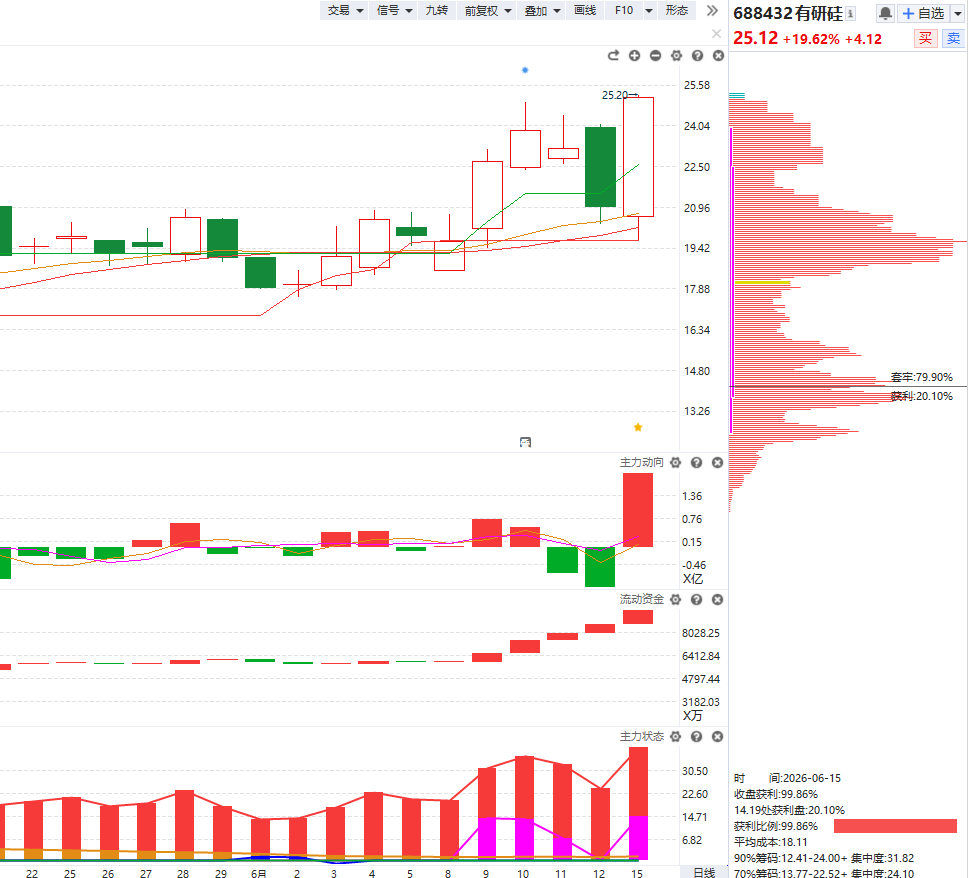 交易 信号 九转 前复权 叠加 画线 F10 形态
688432 有研硅
+自选
25.12 +19.62% +4.12 买 卖
25.20→
25.58
24.04
22.50
20.96
19.42
17.88
16.34
14.80
13.26
套牢:79.90%
获利:20.10%
主力动向
1.36
0.76
0.15
-0.46
X亿
流动资金
8028.25
6412.84
4797.44
3182.03
X万
主力状态
30.50
22.60
14.71
6.82
22 25 26 27 28 29 6月 2 3 4 5 8 9 10 11 12 15 日线
时 间:2026-06-15
收盘获利:99.86%
14.19处获利盘:20.10%
获利比例:99.86%
平均成本:18.11
90%筹码:12.41-24.00+ 集中度:31.82
70%筹码:13.77-22.52+ 集中度:24.10